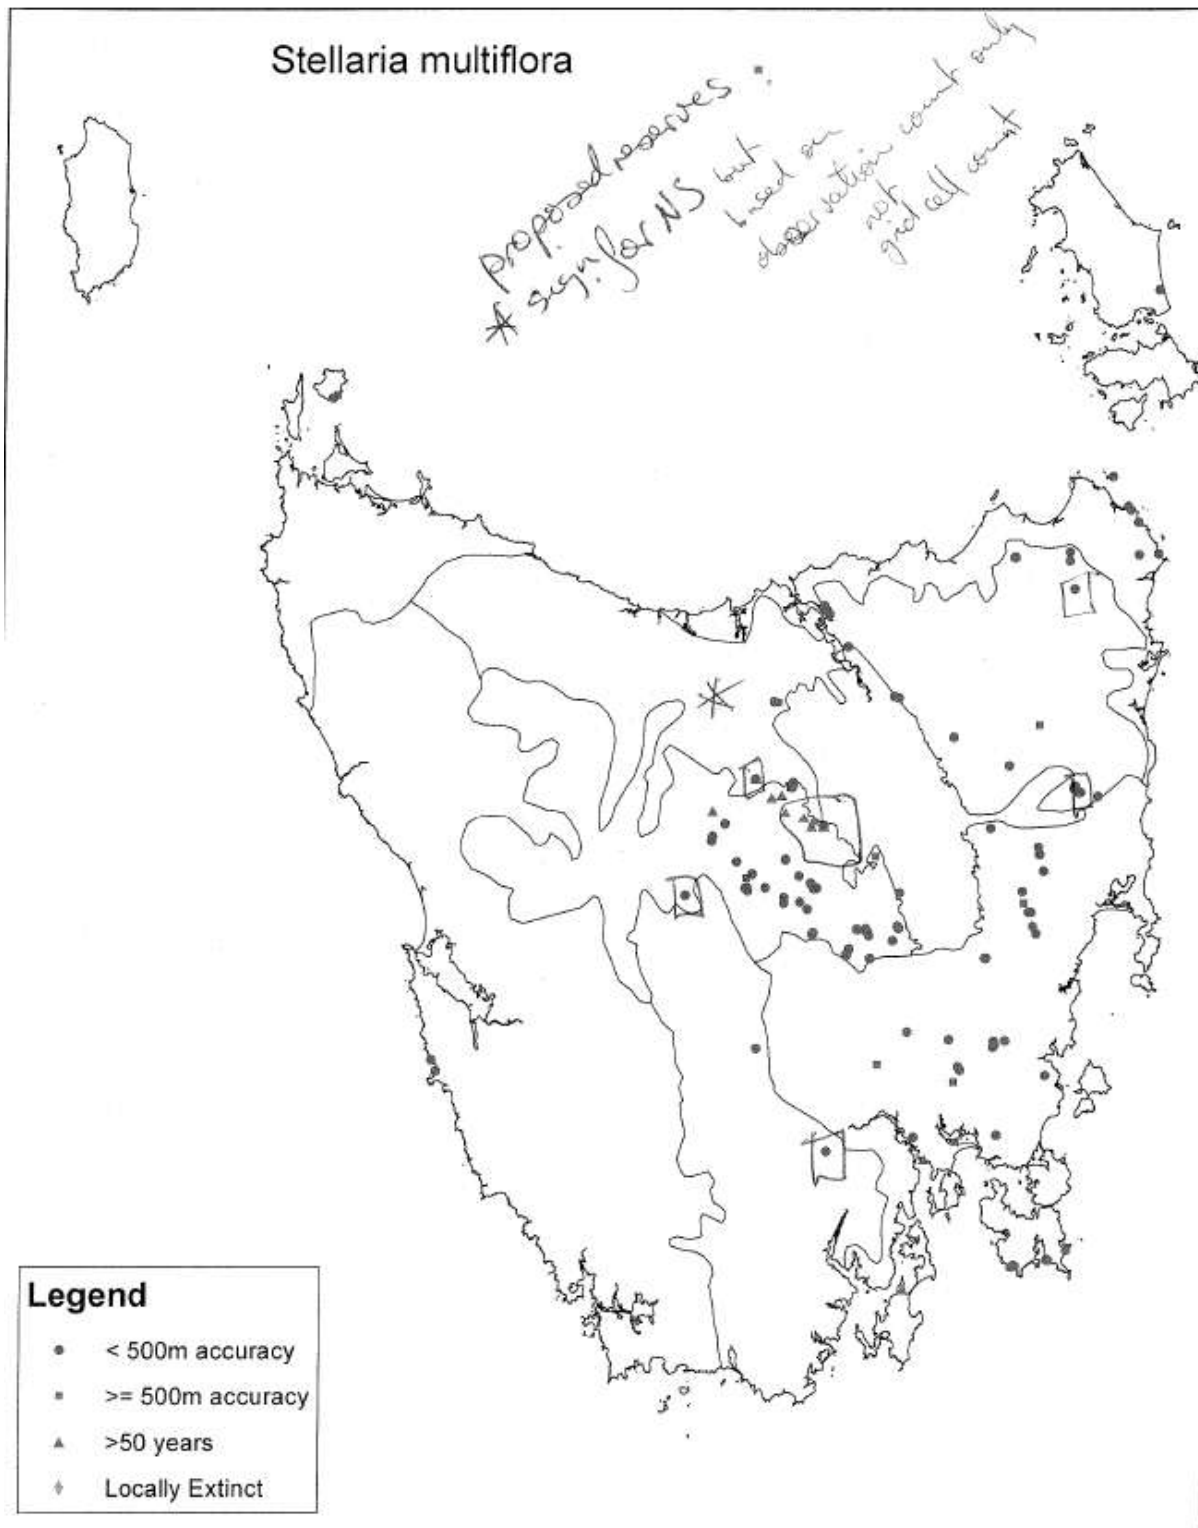 Stellaria multiflora
proposed reserves :
* sign. for NS but
based on
observation count only
not
grid cell count
*
Legend
< 500m accuracy
>= 500m accuracy
>50 years
Locally Extinct